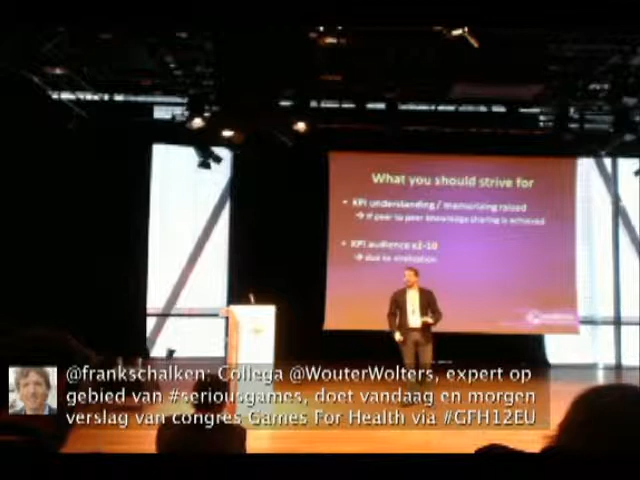 What you should strive for
• KPI understanding / memorizing raised
→ If peer to peer knowledge sharing is achieved
• KPI audience x2-10
→ due to viralization
@frankschalken: Collega @WouterWolters, expert op
gebied van #seriousgames, doet vandaag en morgen
verslag van congres Games For Health via #GFH12EU